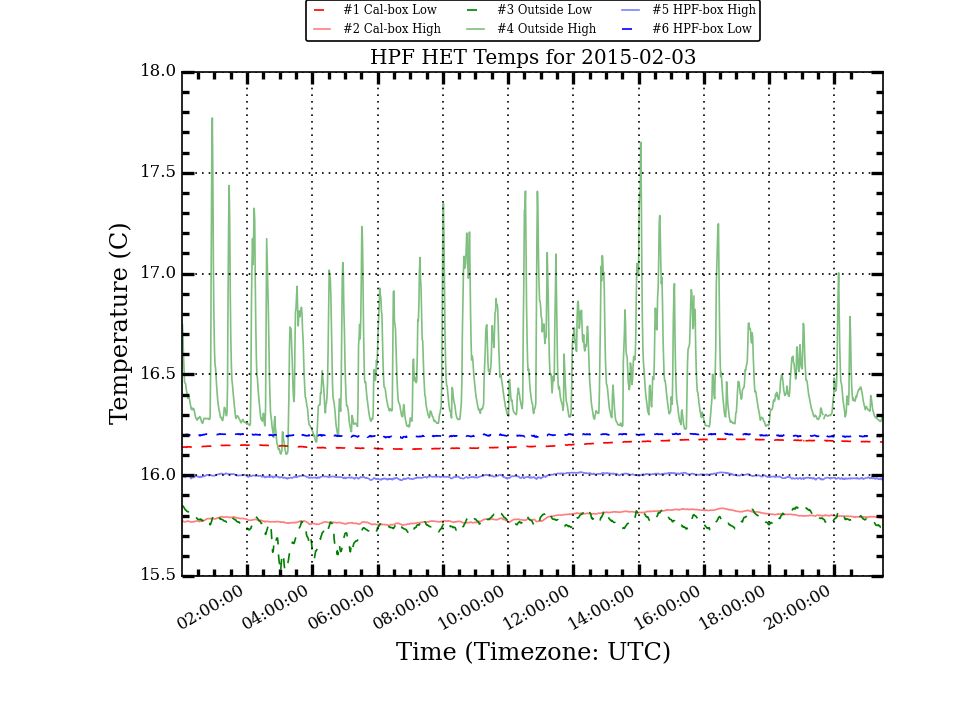 #1 Cal-box Low #3 Outside Low #5 HPF-box High
#2 Cal-box High #4 Outside High #6 HPF-box Low
HPF HET Temps for 2015-02-03
18.0
17.5
17.0
16.5
16.0
15.5
Temperature (C)
02:00:00 04:00:00 06:00:00 08:00:00 10:00:00 12:00:00 14:00:00 16:00:00 18:00:00 20:00:00
Time (Timezone: UTC)